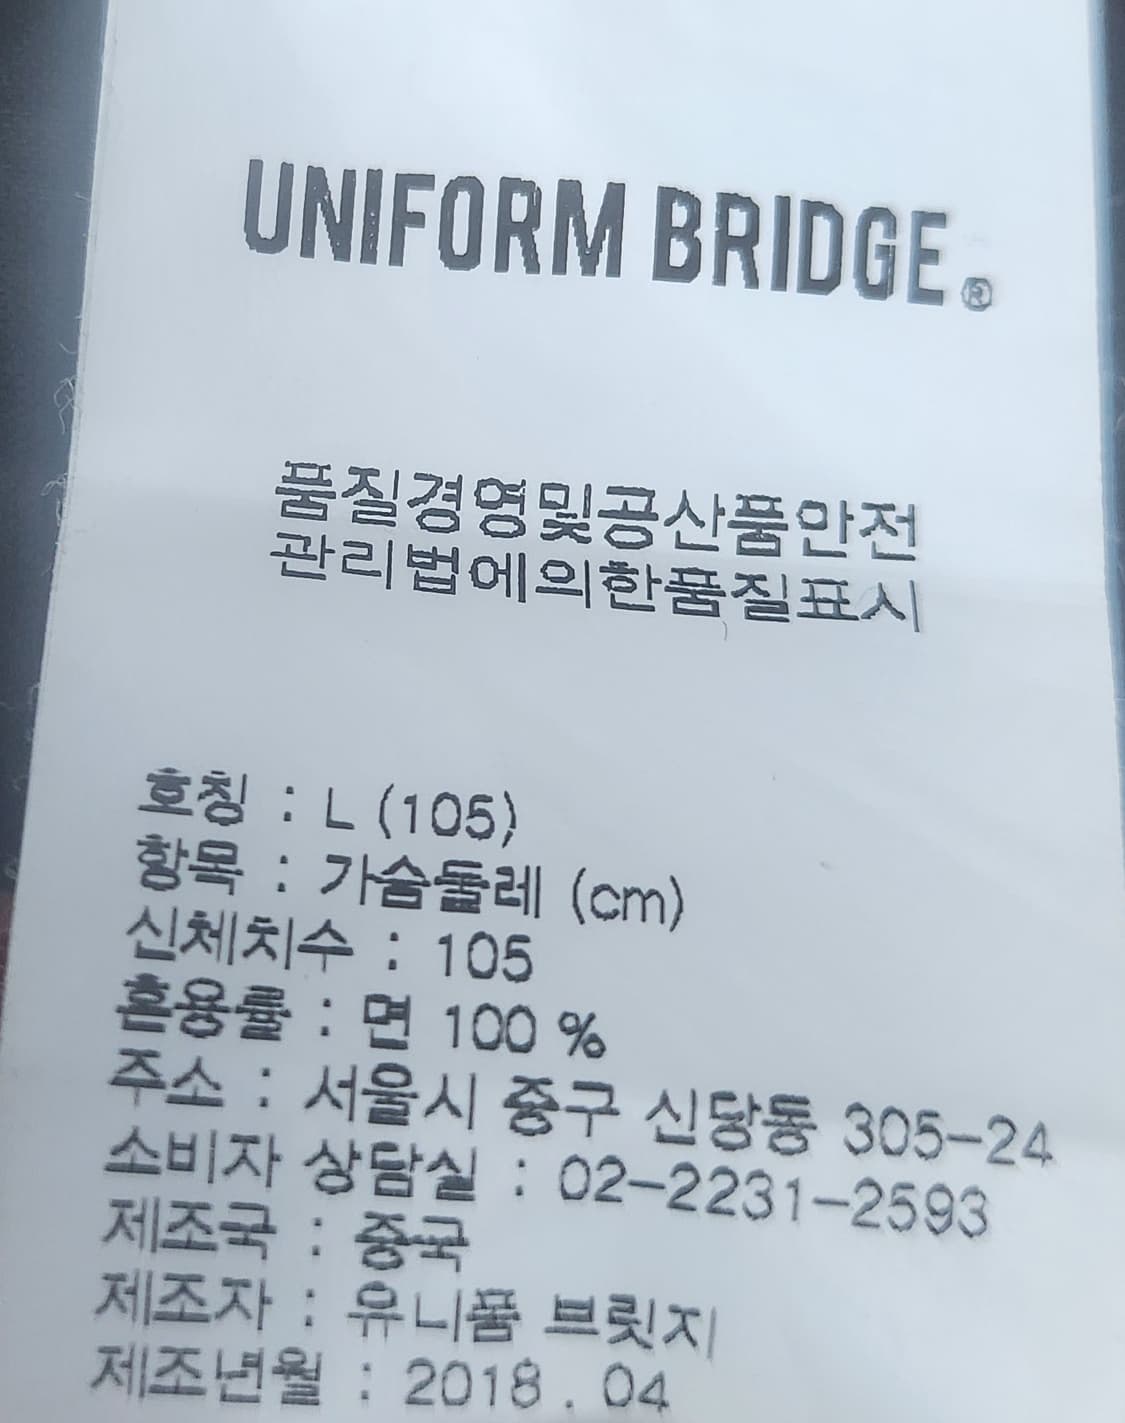 UNIFORM BRIDGE®
품질경영및공산품안전
관리법에의한품질표시
호칭 : L (105)
항목 : 가슴둘레 (cm)
신체치수 : 105
혼용률 : 면 100 %
주소 : 서울시 중구 신당동 305-24
소비자 상담실 : 02-2231-2593
제조국 : 중국
제조자 : 유니폼 브릿지
제조년월 : 2018 . 04